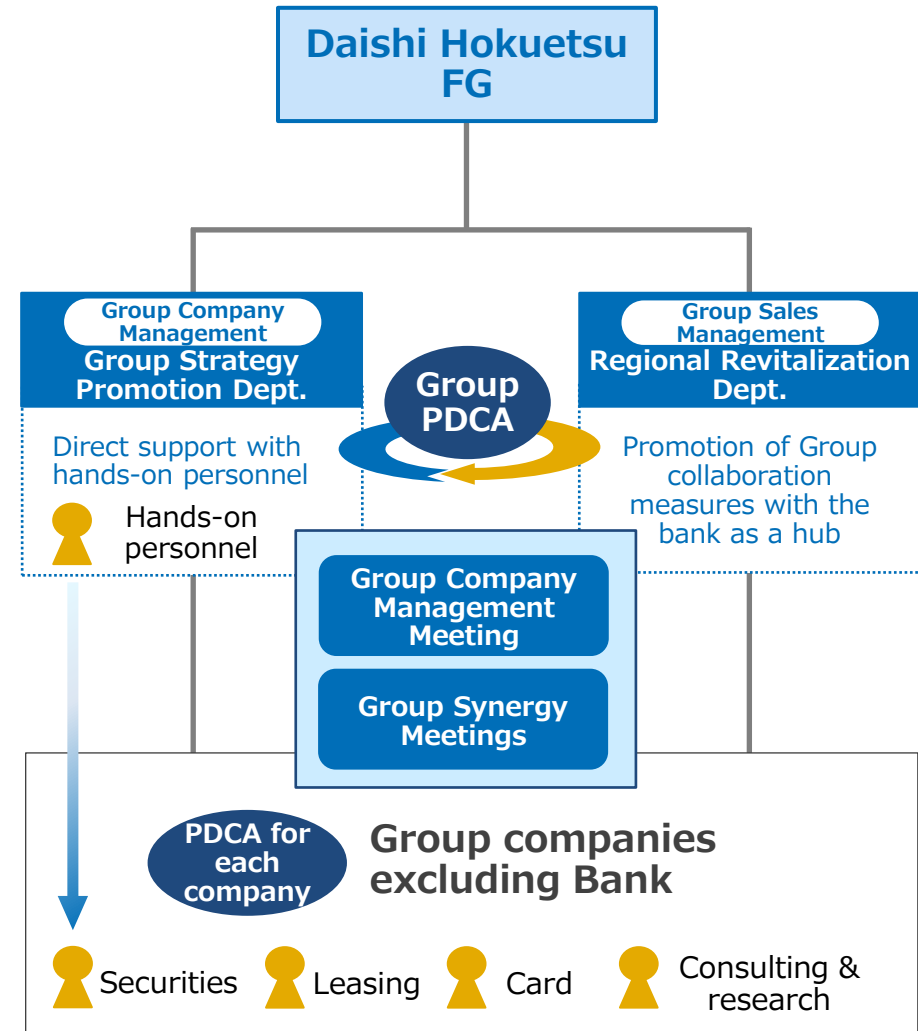 Daishi Hokuetsu
FG
Group Company
Management
Group Strategy
Promotion Dept.
Group Sales
Management
Regional Revitalization
Dept.
Group
PDCA
Direct support with
hands-on personnel
Hands-on
personnel
Promotion of Group
collaboration
measures with the
bank as a hub
Group Company
Management
Meeting
Group Synergy
Meetings
PDCA for
each
company
Group companies
excluding Bank
Securities
Leasing
Card
Consulting &
research